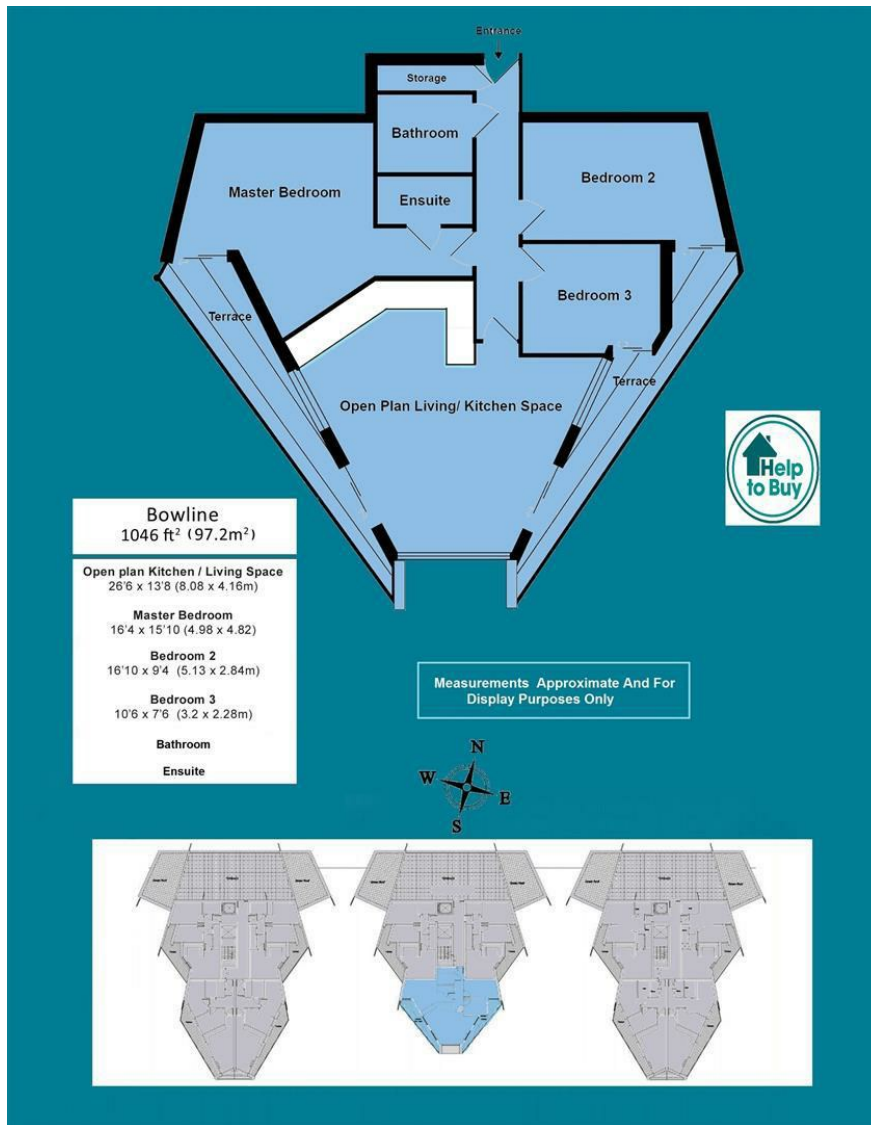 Entrance
Storage
Bathroom
Bedroom 2
Master Bedroom
Ensuite
Bedroom 3
Terrace
Terrace
Open Plan Living/ Kitchen Space
Help
to Buy
Bowline
1046 ft² (97.2m²)
Open plan Kitchen / Living Space
26'6 x 13'8 (8.08 x 4.16m)
Master Bedroom
16'4 x 15'10 (4.98 x 4.82)
Bedroom 2
16'10 x 9'4 (5.13 x 2.84m)
Bedroom 3
10'6 x 7'6 (3.2 x 2.28m)
Bathroom
Ensuite
Measurements Approximate And For
Display Purposes Only
N
W
E
S